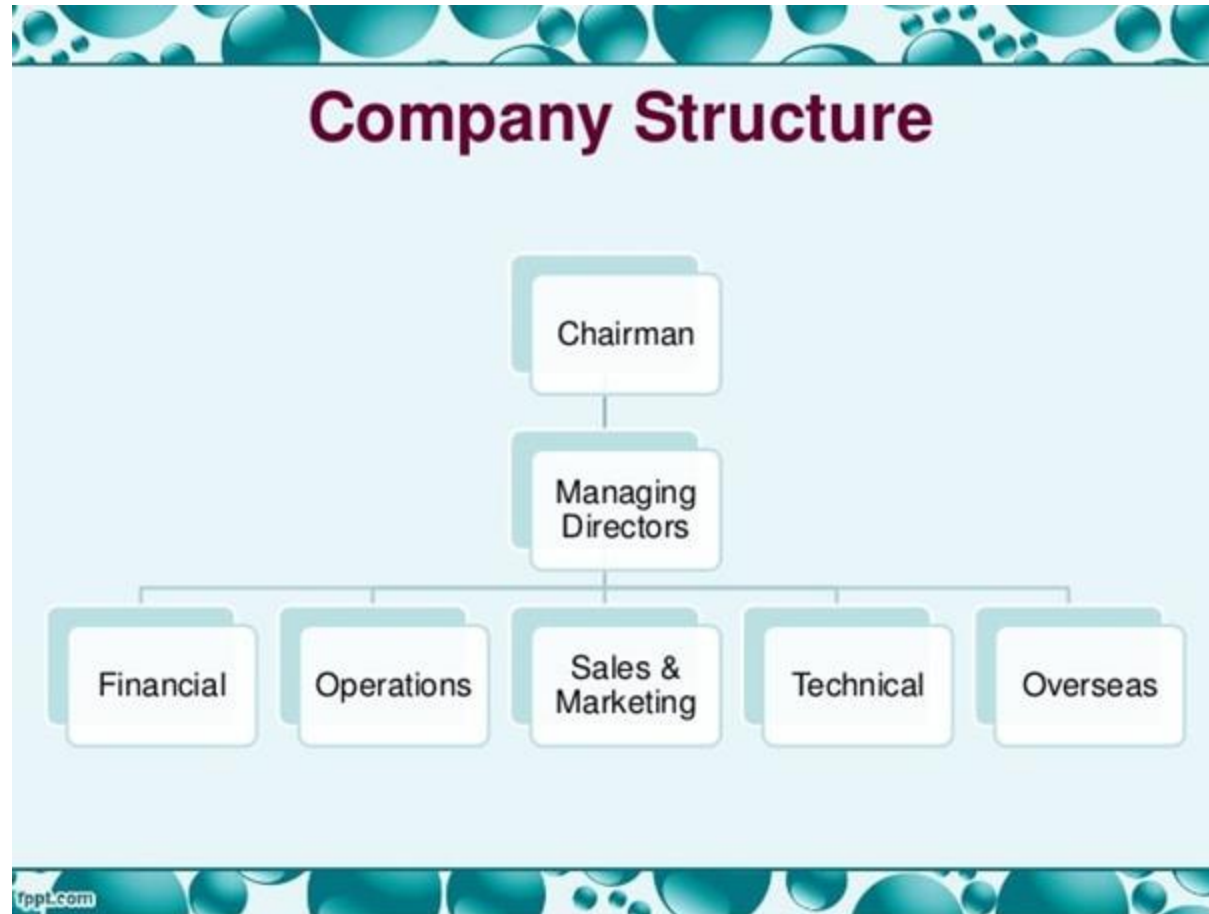 Company Structure
Chairman
Managing
Directors
Financial
Operations
Sales &
Marketing
Technical
Overseas
fppt.com